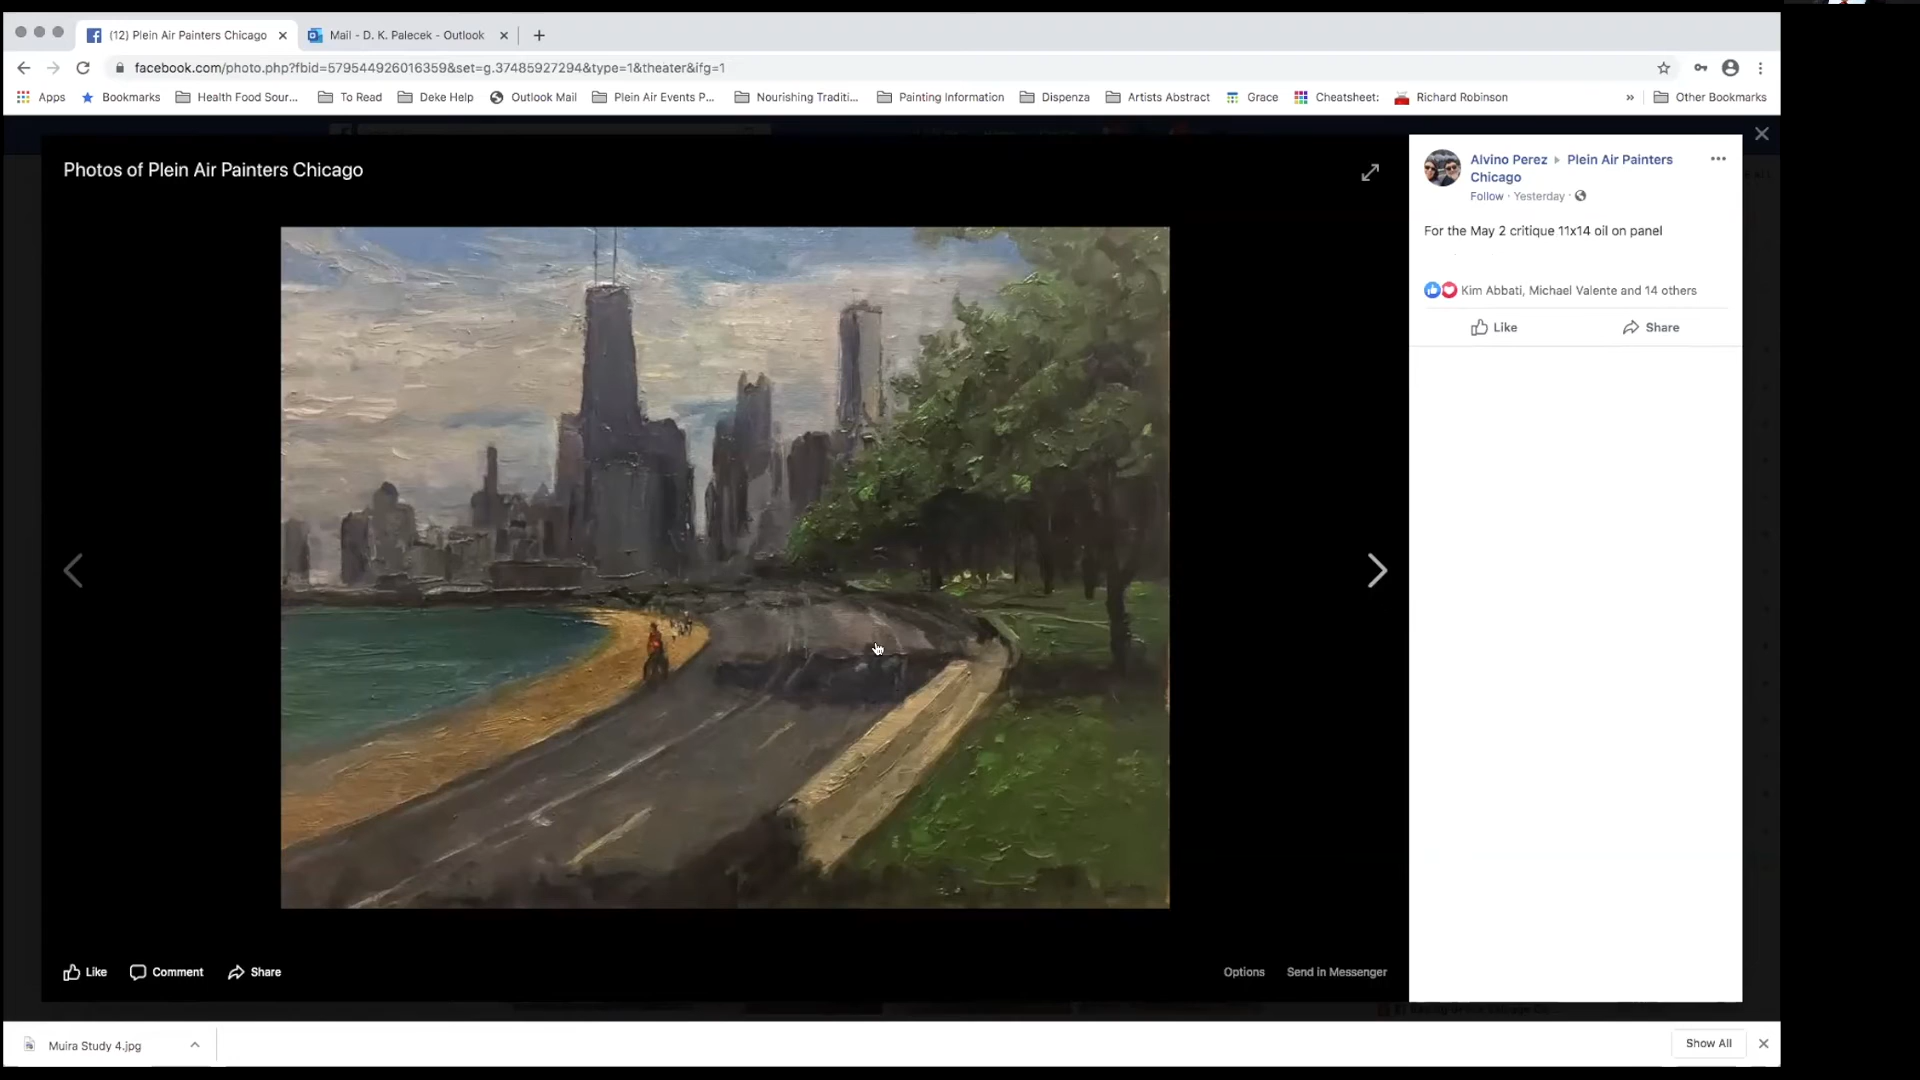 (12) Plein Air Painters Chicago
Mail - D. K. Palecek - Outlook
facebook.com/photo.php?fbid=579544926016359&set=g.37485927294&type=1&theater&ifg=1
Apps
Bookmarks
Health Food Sour...
To Read
Deke Help
Outlook Mail
Plein Air Events P...
Nourishing Traditi...
Painting Information
Dispenza
Artists Abstract
Grace
Cheatsheet:
Richard Robinson
»
Other Bookmarks
Photos of Plein Air Painters Chicago
Alvino Perez ▸ Plein Air Painters
Chicago
Follow · Yesterday ·
For the May 2 critique 11x14 oil on panel
Kim Abbati, Michael Valente and 14 others
Like
Share
Like
Comment
Share
Options
Send in Messenger
Muira Study 4.jpg
Show All